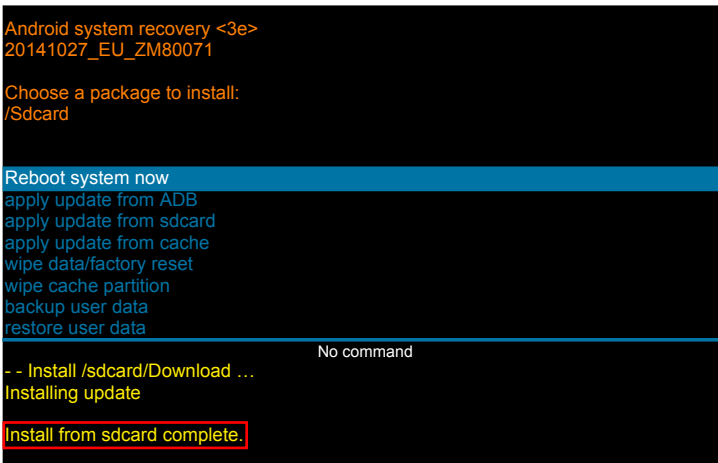 Android system recovery <3e>
20141027_EU_ZM80071
Choose a package to install:
/Sdcard
Reboot system now
apply update from ADB
apply update from sdcard
apply update from cache
wipe data/factory reset
wipe cache partition
backup user data
restore user data
No command
- - Install /sdcard/Download …
Installing update
Install from sdcard complete.